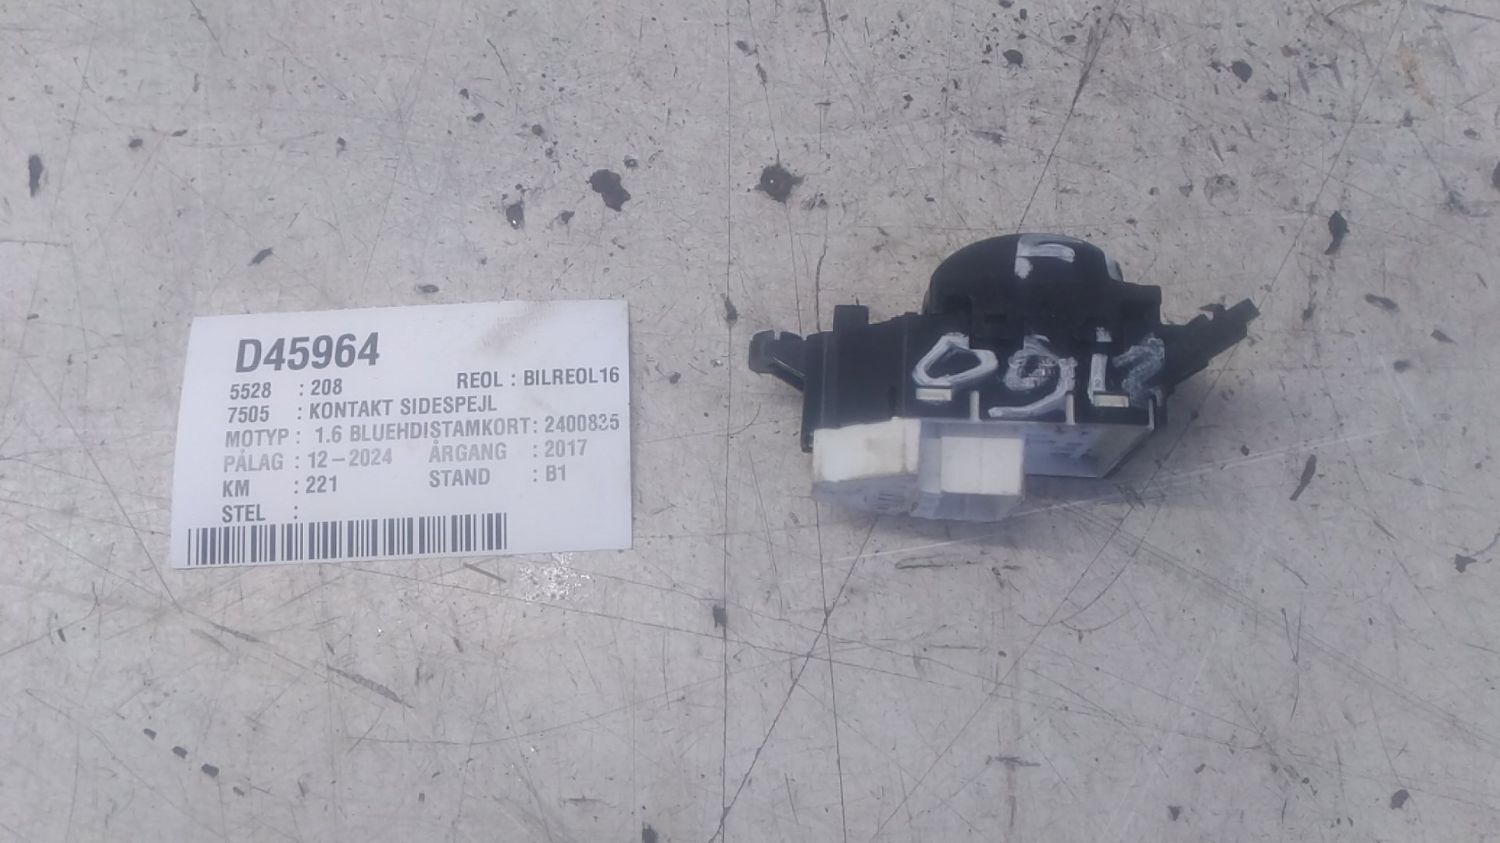 D45964
5528 : 208 REOL : BILREOL16
7505 : KONTAKT SIDESPEJL
MOTYP : 1.6 BLUEHDISTAMKORT: 2400835
PÅLAG : 12-2024 ÅRGANG : 2017
KM : 221 STAND : B1
STEL :